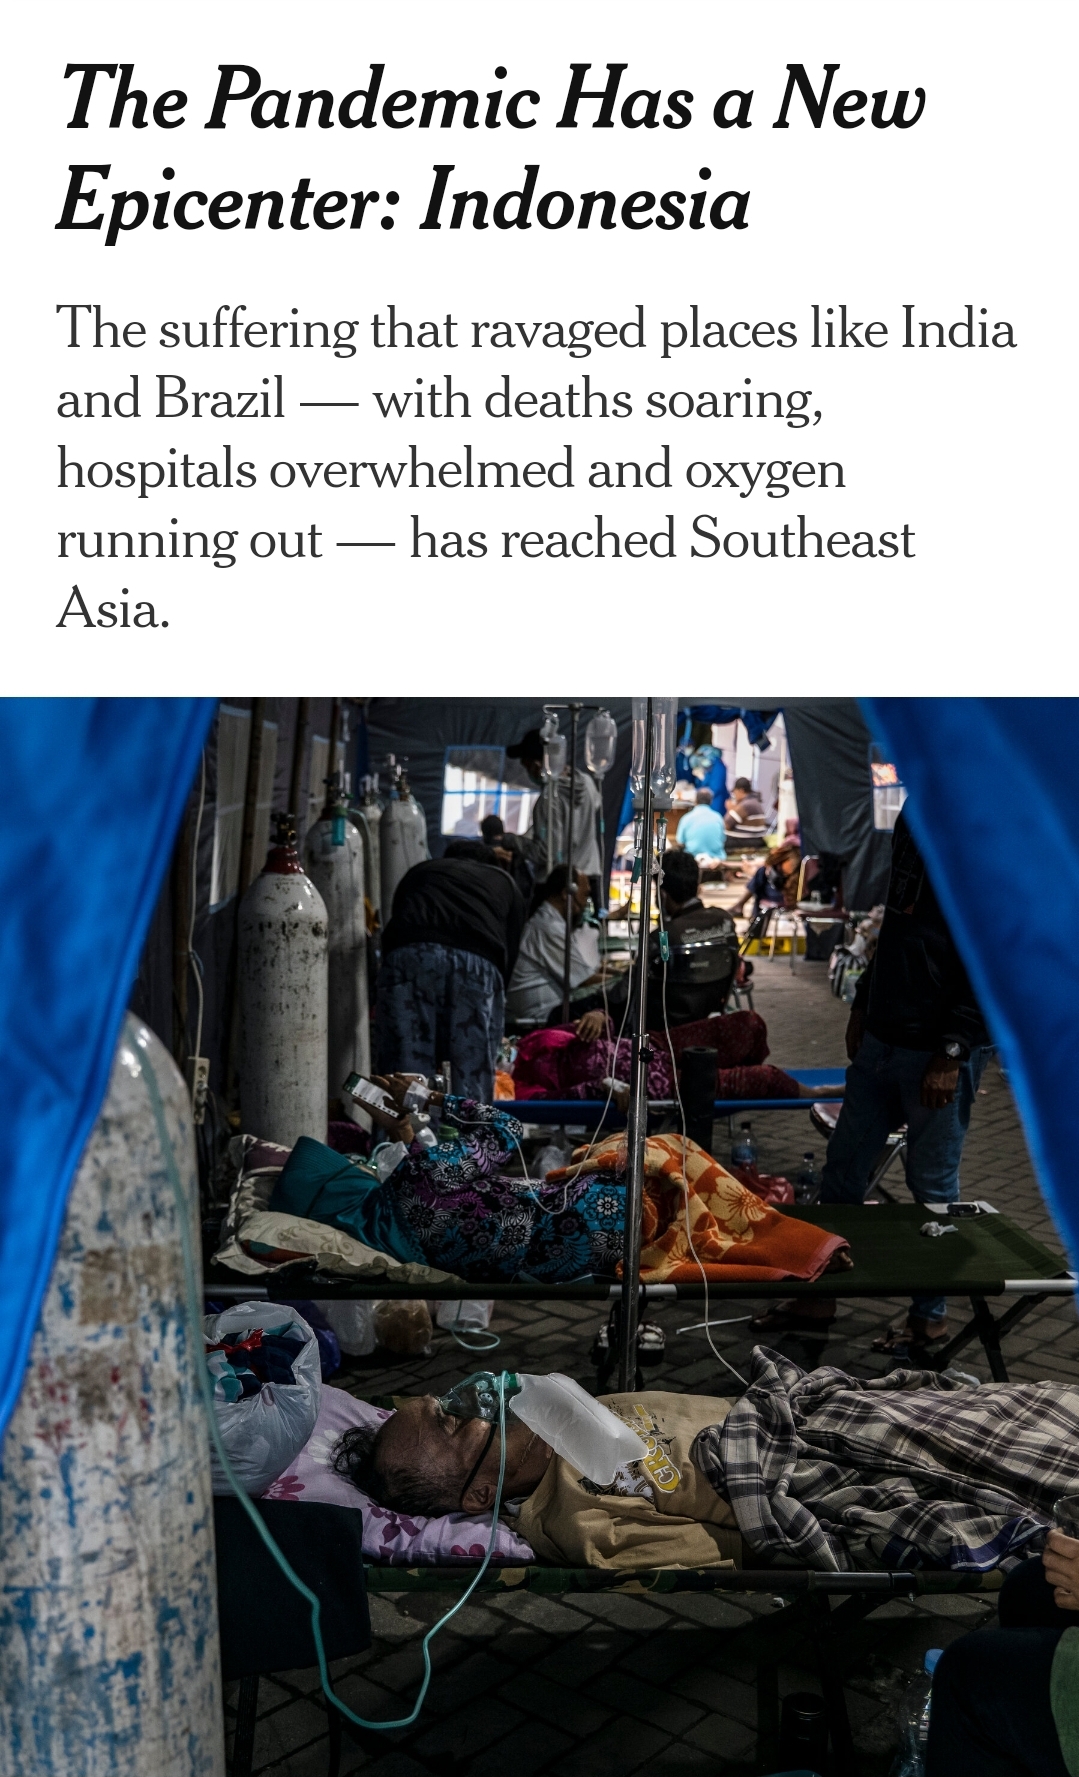 The Pandemic Has a New
Epicenter: Indonesia
The suffering that ravaged places like India
and Brazil — with deaths soaring,
hospitals overwhelmed and oxygen
running out — has reached Southeast
Asia.